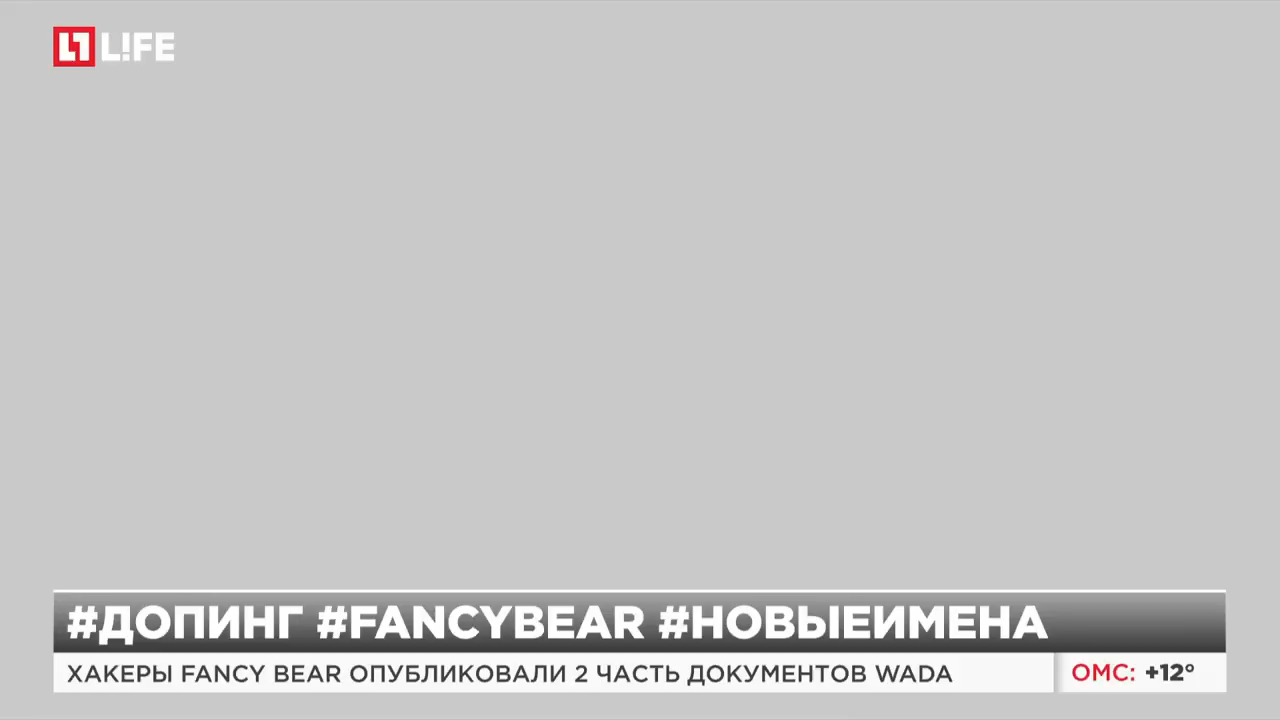 L!FE
#ДОПИНГ #FANCYBEAR #НОВЫЕИМЕНА
ХАКЕРЫ FANCY BEAR ОПУБЛИКОВАЛИ 2 ЧАСТЬ ДОКУМЕНТОВ WADA
ОМС: +12°